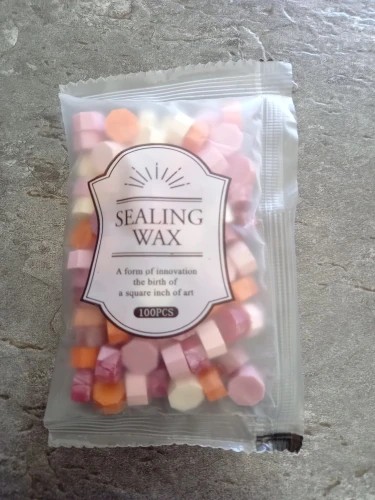 SEALING
WAX
A form of innovation
the birth of
a square inch of art
100PCS